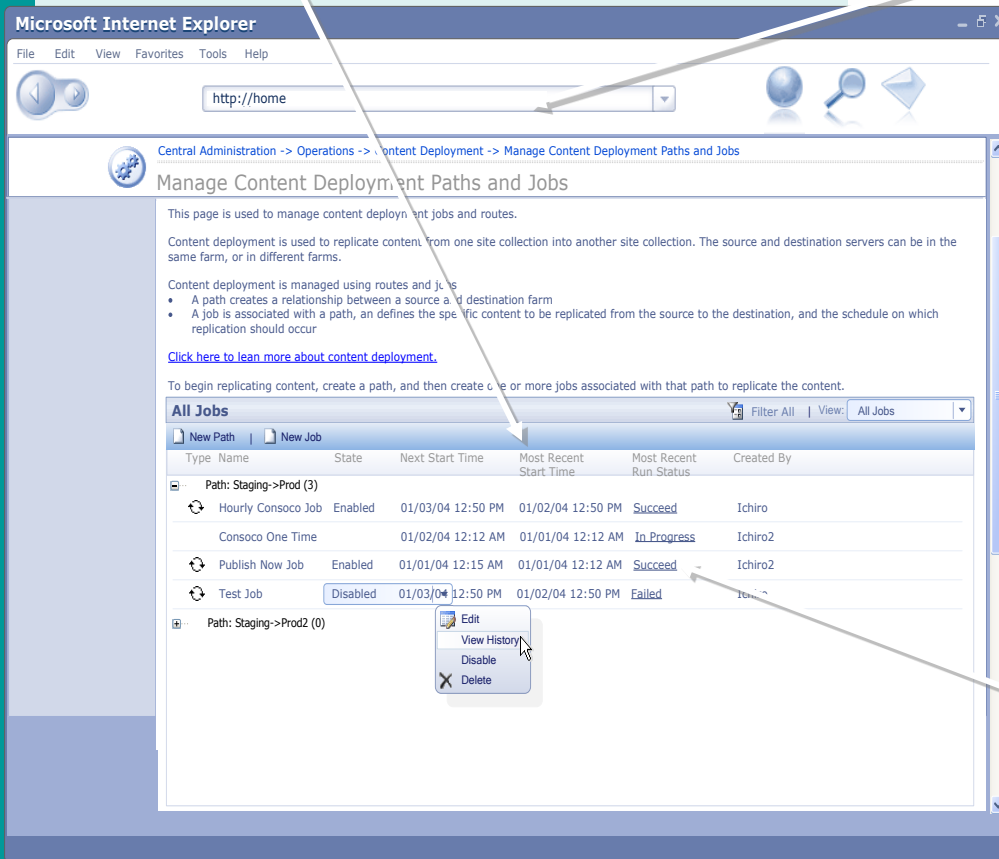 Microsoft Internet Explorer
File Edit View Favorites Tools Help
http://home
Central Administration -> Operations -> Content Deployment -> Manage Content Deployment Paths and Jobs
Manage Content Deployment Paths and Jobs
This page is used to manage content deployment jobs and routes.
Content deployment is used to replicate content from one site collection into another site collection. The source and destination servers can be in the
same farm, or in different farms.
Content deployment is managed using routes and jobs
• A path creates a relationship between a source and destination farm
• A job is associated with a path, an defines the specific content to be replicated from the source to the destination, and the schedule on which
replication should occur
Click here to lean more about content deployment.
To begin replicating content, create a path, and then create one or more jobs associated with that path to replicate the content.
All Jobs Filter All | View: All Jobs
New Path | New Job
Type Name State Next Start Time Most Recent Start Time Most Recent Run Status Created By
Path: Staging->Prod (3)
Hourly Consoco Job Enabled 01/03/04 12:50 PM 01/02/04 12:50 PM Succeed Ichiro
Consoco One Time 01/02/04 12:12 AM 01/01/04 12:12 AM In Progress Ichiro2
Publish Now Job Enabled 01/01/04 12:15 AM 01/01/04 12:12 AM Succeed Ichiro2
Test Job Disabled 01/03/04 12:50 PM 01/02/04 12:50 PM Failed Ichiro
Path: Staging->Prod2 (0)
Edit
View History
Disable
Delete